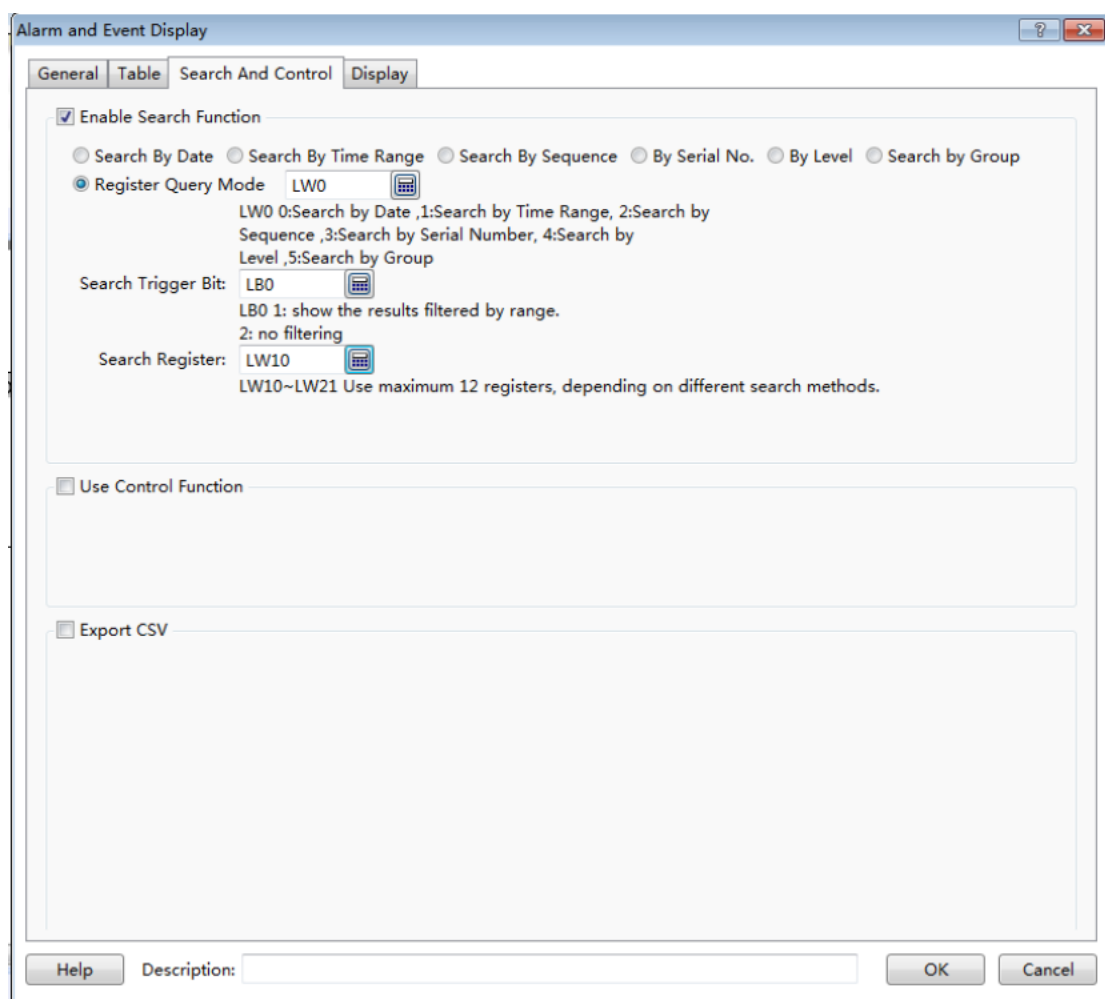 Alarm and Event Display
General Table Search And Control Display
Enable Search Function
Search By Date Search By Time Range Search By Sequence By Serial No. By Level Search by Group
Register Query Mode LW0
LW0 0:Search by Date ,1:Search by Time Range, 2:Search by
Sequence ,3:Search by Serial Number, 4:Search by
Level ,5:Search by Group
Search Trigger Bit: LB0
LB0 1: show the results filtered by range.
2: no filtering
Search Register: LW10
LW10~LW21 Use maximum 12 registers, depending on different search methods.
Use Control Function
Export CSV
Help Description: OK Cancel